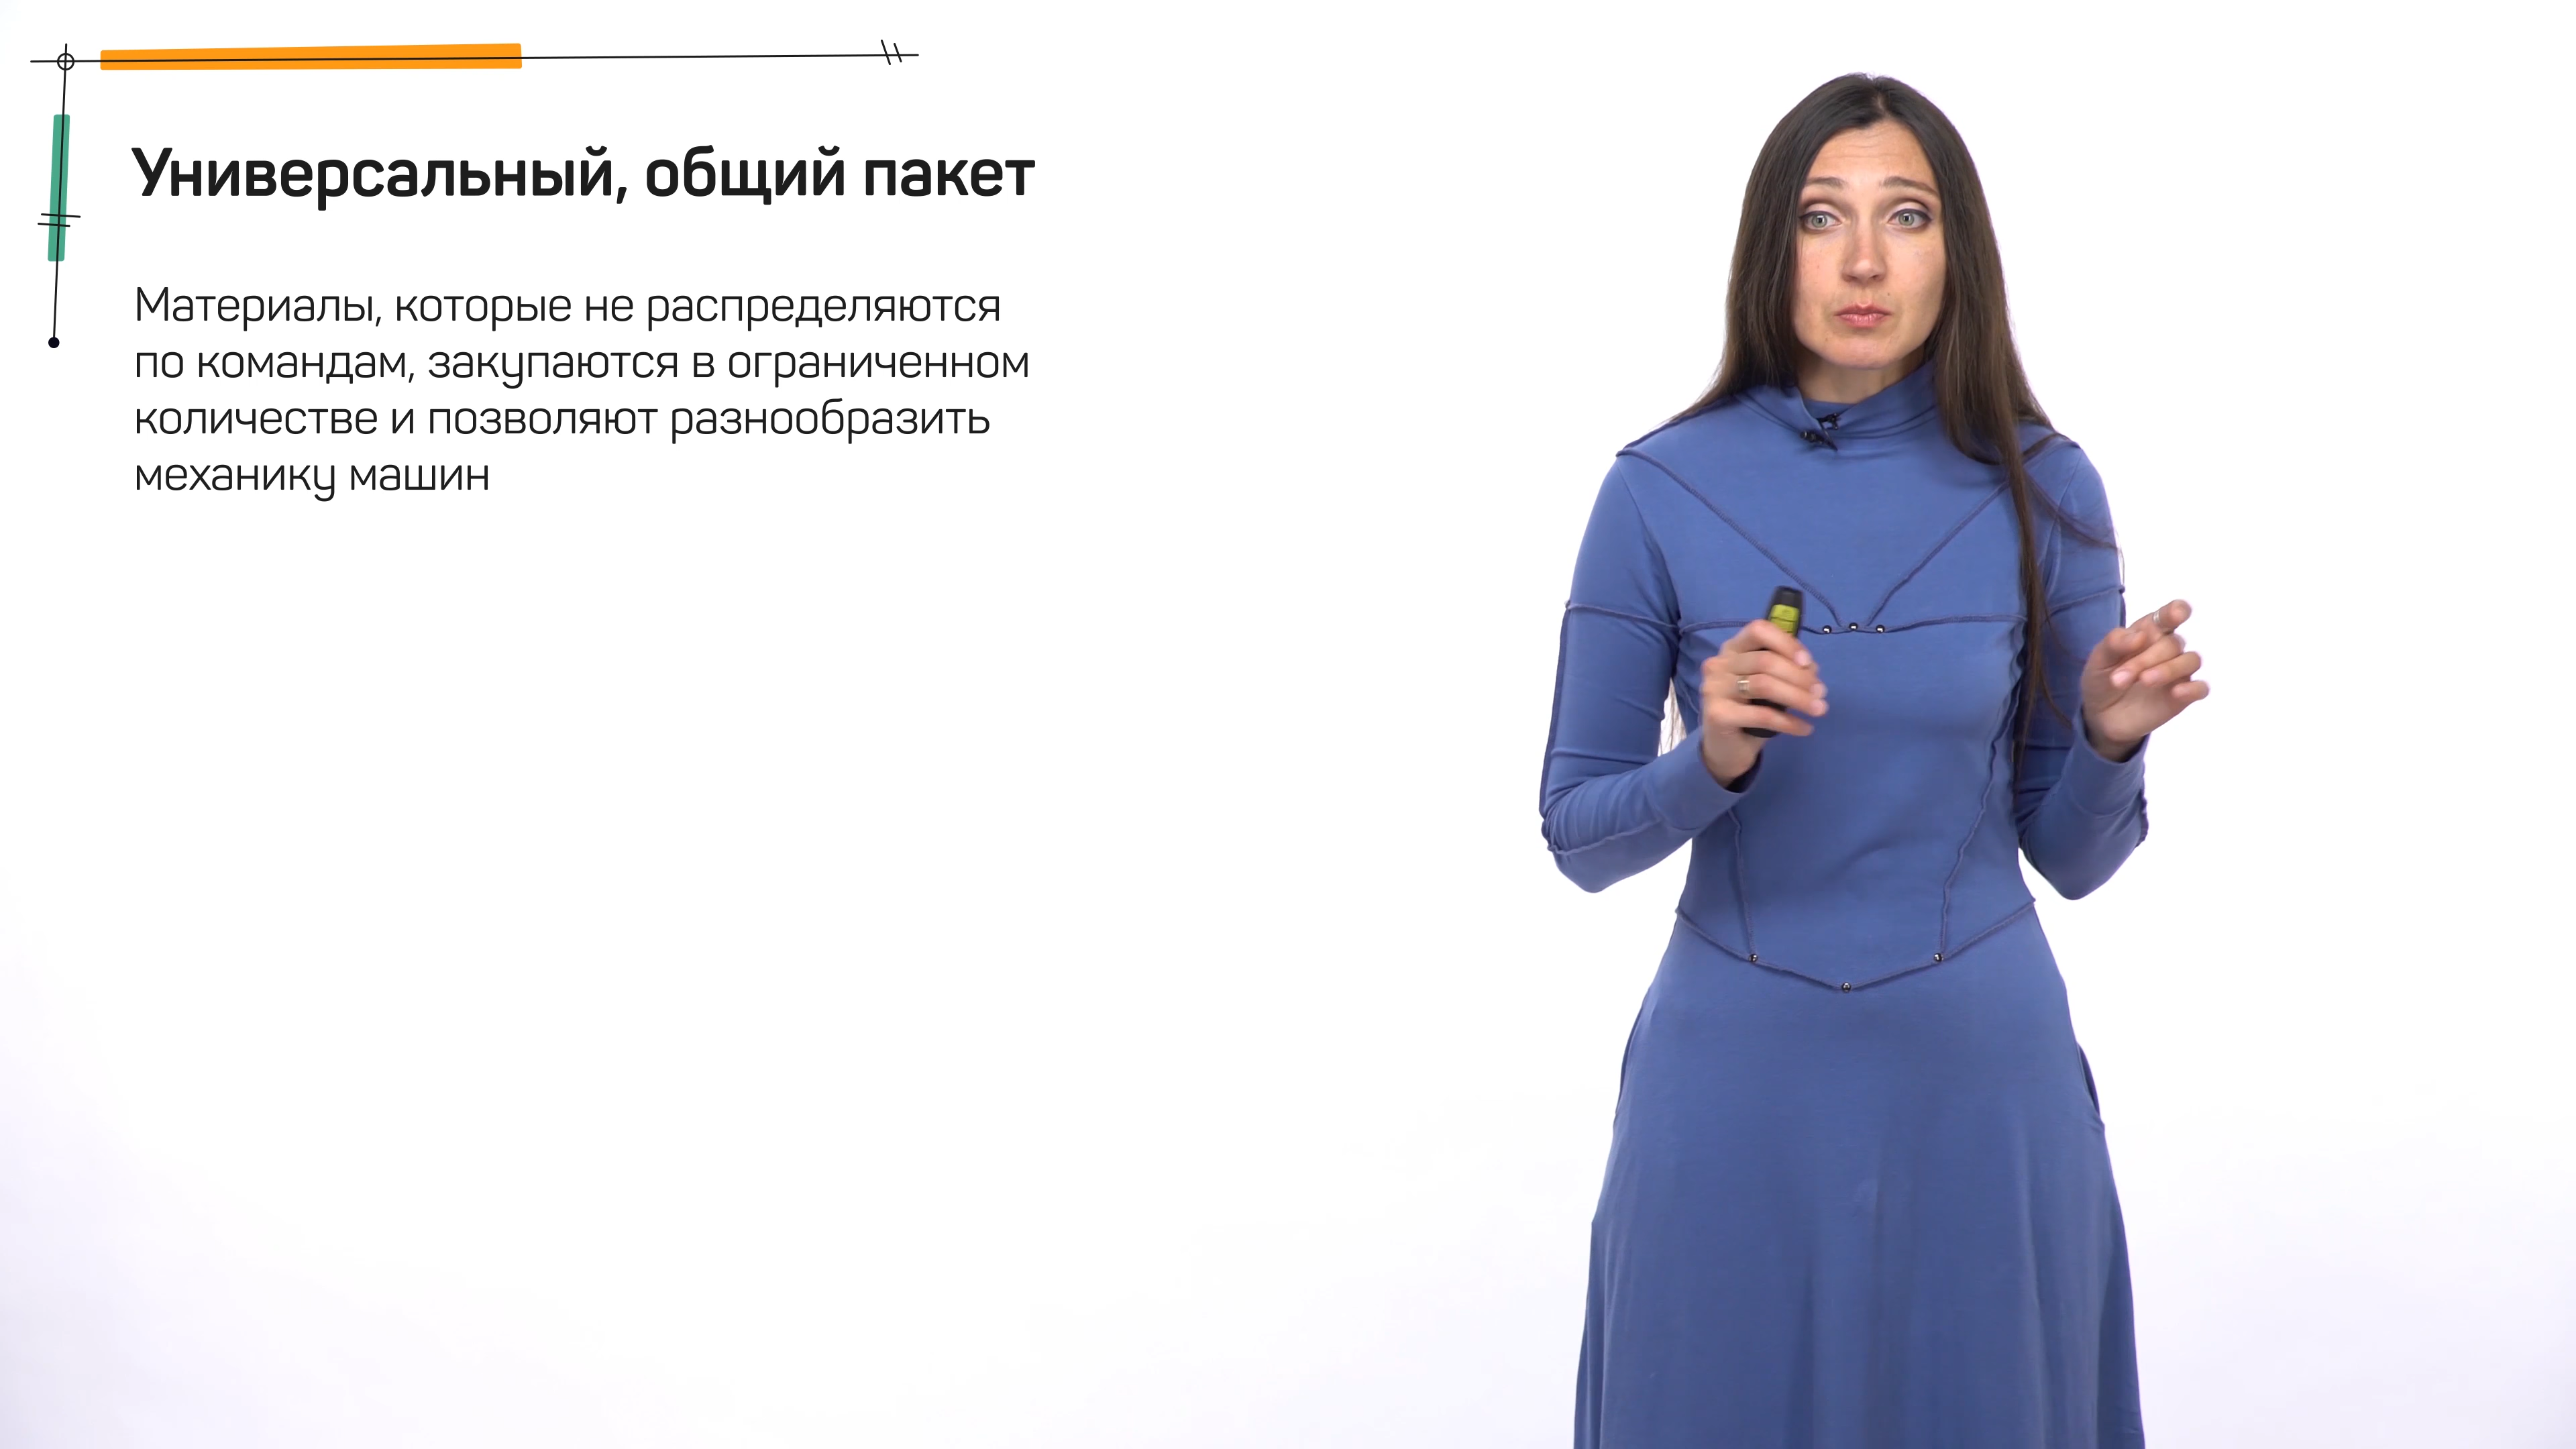 Универсальный, общий пакет
Материалы, которые не распределяются
по командам, закупаются в ограниченном
количестве и позволяют разнообразить
механику машин